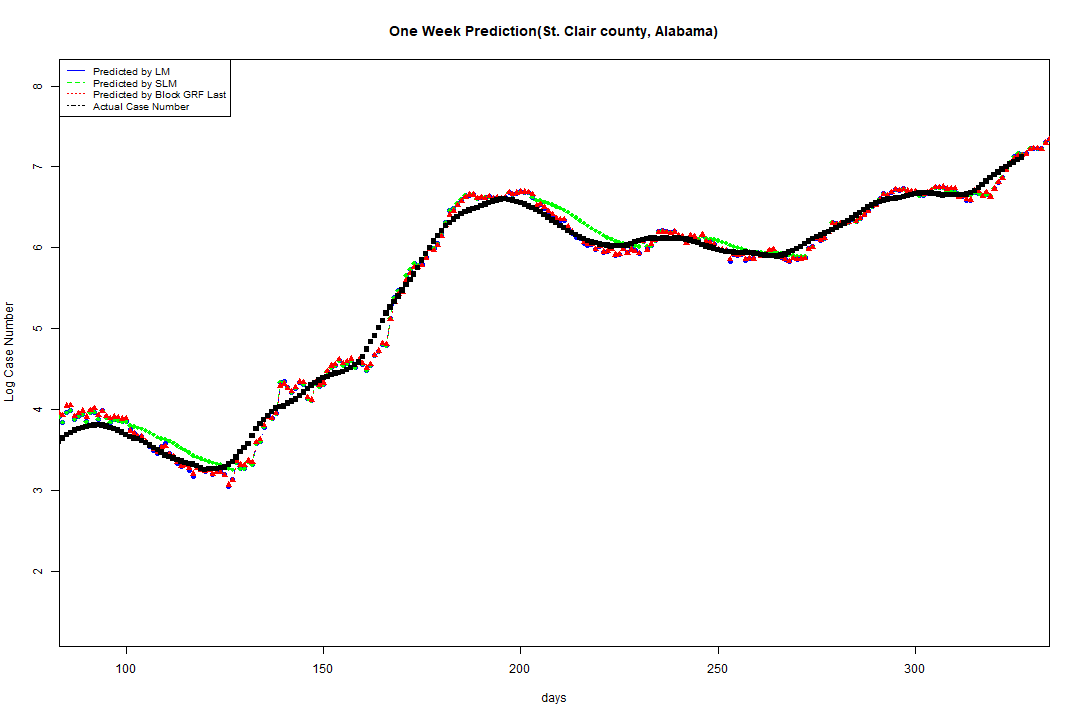 One Week Prediction(St. Clair county, Alabama)
Predicted by LM
Predicted by SLM
Predicted by Block GRF Last
Actual Case Number
8
7
6
5
4
3
2
Log Case Number
100 150 200 250 300
days